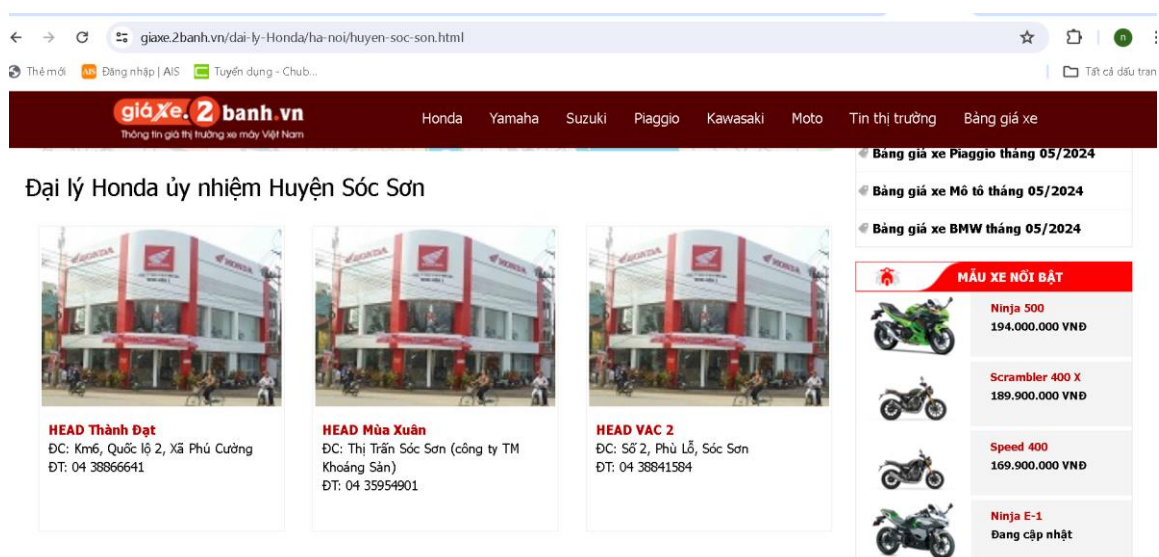 giaxe.2banh.vn/dai-ly-Honda/ha-noi/huyen-soc-son.html
n
Thẻ mới AIS Đăng nhập | AIS Tuyển dụng - Chub...
Tất cả dấu tran
giáXe. 2 banh.vn
Thông tin giá thị trường xe máy Việt Nam
Honda Yamaha Suzuki Piaggio Kawasaki Moto Tin thị trường Bảng giá xe
Đại lý Honda ủy nhiệm Huyện Sóc Sơn
HEAD Thành Đạt
ĐC: Km6, Quốc lộ 2, Xã Phú Cường
ĐT: 04 38866641
HEAD Mùa Xuân
ĐC: Thị Trấn Sóc Sơn (công ty TM
Khoáng Sản)
ĐT: 04 35954901
HEAD VAC 2
ĐC: Số 2, Phù Lỗ, Sóc Sơn
ĐT: 04 38841584
Bảng giá xe Piaggio tháng 05/2024
Bảng giá xe Mô tô tháng 05/2024
Bảng giá xe BMW tháng 05/2024
MẪU XE NỔI BẬT
Ninja 500
194.000.000 VNĐ
Scrambler 400 X
189.900.000 VNĐ
Speed 400
169.900.000 VNĐ
Ninja E-1
Đang cập nhật